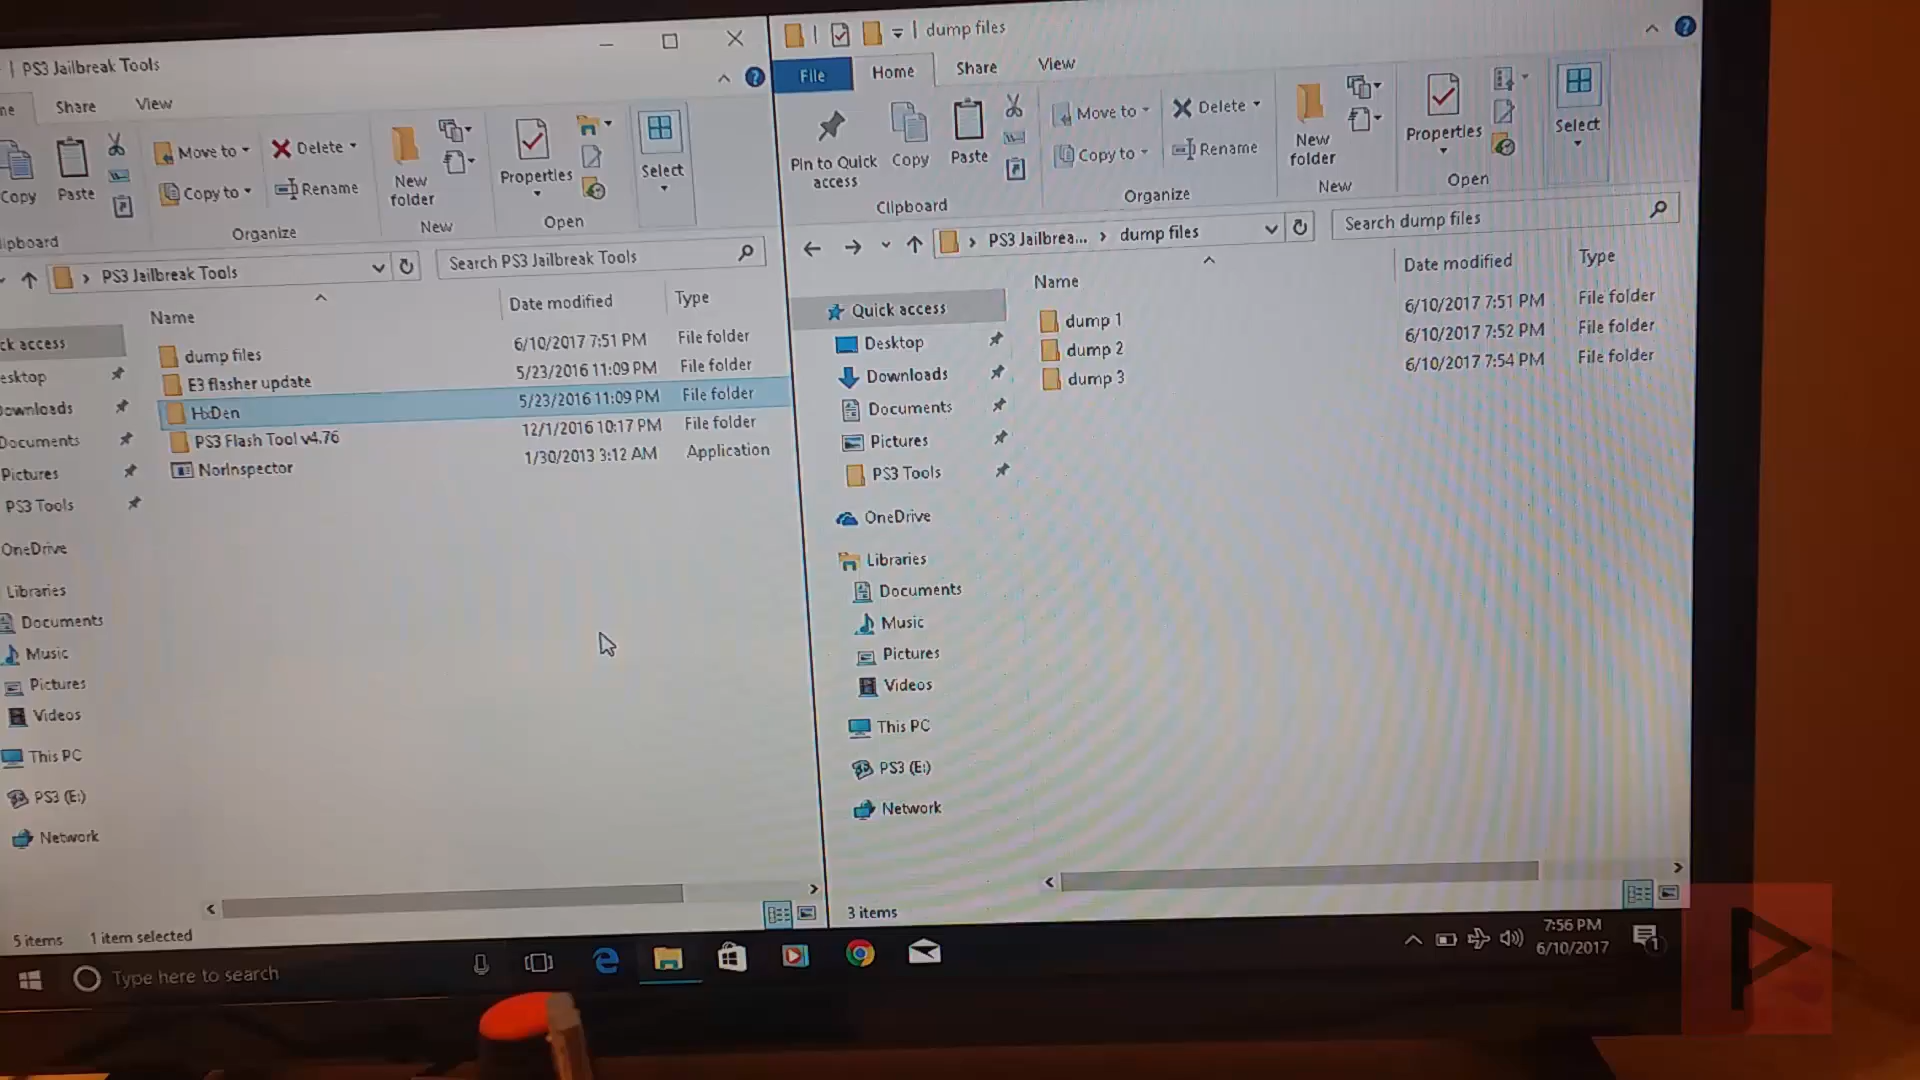 PS3 Jailbreak Tools
Share View
Copy
Paste
Move to
Copy to
Delete
Rename
New folder
Properties
Select
Organize
New
Open
PS3 Jailbreak Tools
Search PS3 Jailbreak Tools
Name Date modified Type
dump files 6/10/2017 7:51 PM File folder
E3 flasher update 5/23/2016 11:09 PM File folder
HxDen 5/23/2016 11:09 PM File folder
PS3 Flash Tool v4.76 12/1/2016 10:17 PM File folder
NorInspector 1/30/2013 3:12 AM Application
ck access
esktop
ownloads
Documents
Pictures
PS3 Tools
OneDrive
Libraries
Documents
Music
Pictures
Videos
This PC
PS3 (E:)
Network
5 items 1 item selected
dump files
File Home Share View
Pin to Quick access
Copy
Paste
Clipboard
Move to
Copy to
Delete
Rename
Organize
New folder
New
Properties
Open
Select
PS3 Jailbrea... dump files
Search dump files
Name Date modified Type
dump 1 6/10/2017 7:51 PM File folder
dump 2 6/10/2017 7:52 PM File folder
dump 3 6/10/2017 7:54 PM File folder
Quick access
Desktop
Downloads
Documents
Pictures
PS3 Tools
OneDrive
Libraries
Documents
Music
Pictures
Videos
This PC
PS3 (E:)
Network
3 items
Type here to search
7:56 PM
6/10/2017
1